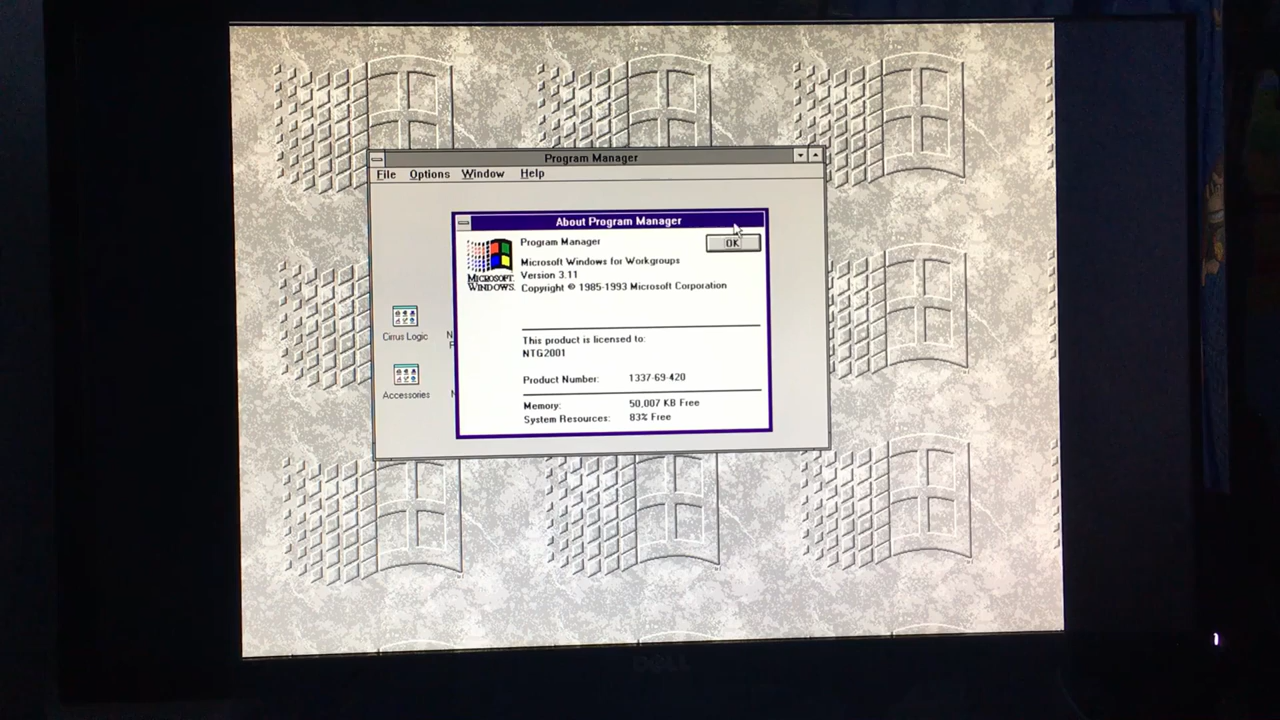 Program Manager
File Options Window Help
About Program Manager
Program Manager
OK
Microsoft Windows for Workgroups
Version 3.11
Copyright © 1985-1993 Microsoft Corporation
MICROSOFT.
WINDOWS.
This product is licensed to:
NTG2001
Product Number: 1337-69-420
Memory: 50,007 KB Free
System Resources: 83% Free
Cirrus Logic
N
P
Accessories
N
DELL